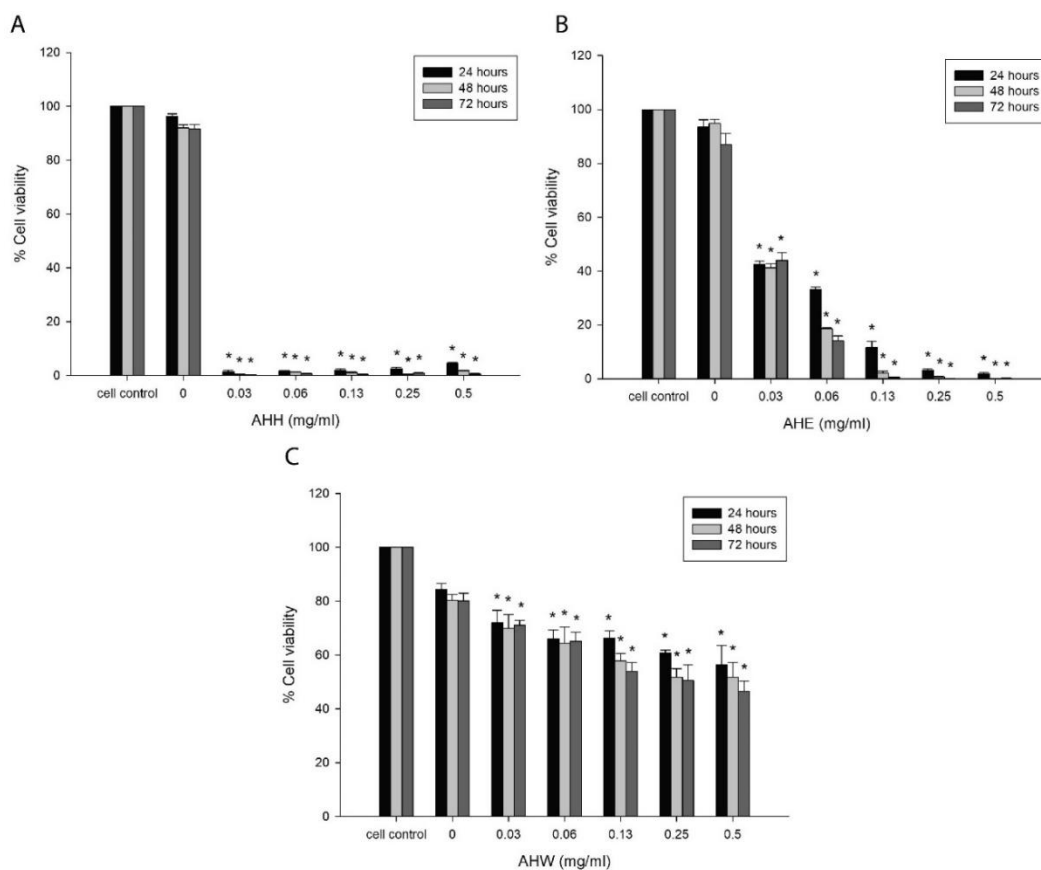 A
120
100
80
60
40
20
0
% Cell viability
24 hours
48 hours
72 hours
* * *
* * *
* * *
* * *
* * *
cell control 0 0.03 0.06 0.13 0.25 0.5
AHH (mg/ml)
B
120
100
80
60
40
20
0
% Cell viability
24 hours
48 hours
72 hours
* * *
* * *
* * *
* * *
* * *
cell control 0 0.03 0.06 0.13 0.25 0.5
AHE (mg/ml)
C
120
100
80
60
40
20
0
% Cell viability
24 hours
48 hours
72 hours
* * *
* * *
* * *
* * *
* * *
cell control 0 0.03 0.06 0.13 0.25 0.5
AHW (mg/ml)